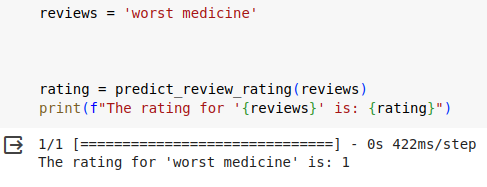 reviews = 'worst medicine'
rating = predict_review_rating(reviews)
print(f"The rating for '{reviews}' is: {rating}")
1/1 [==============================] - 0s 422ms/step
The rating for 'worst medicine' is: 1